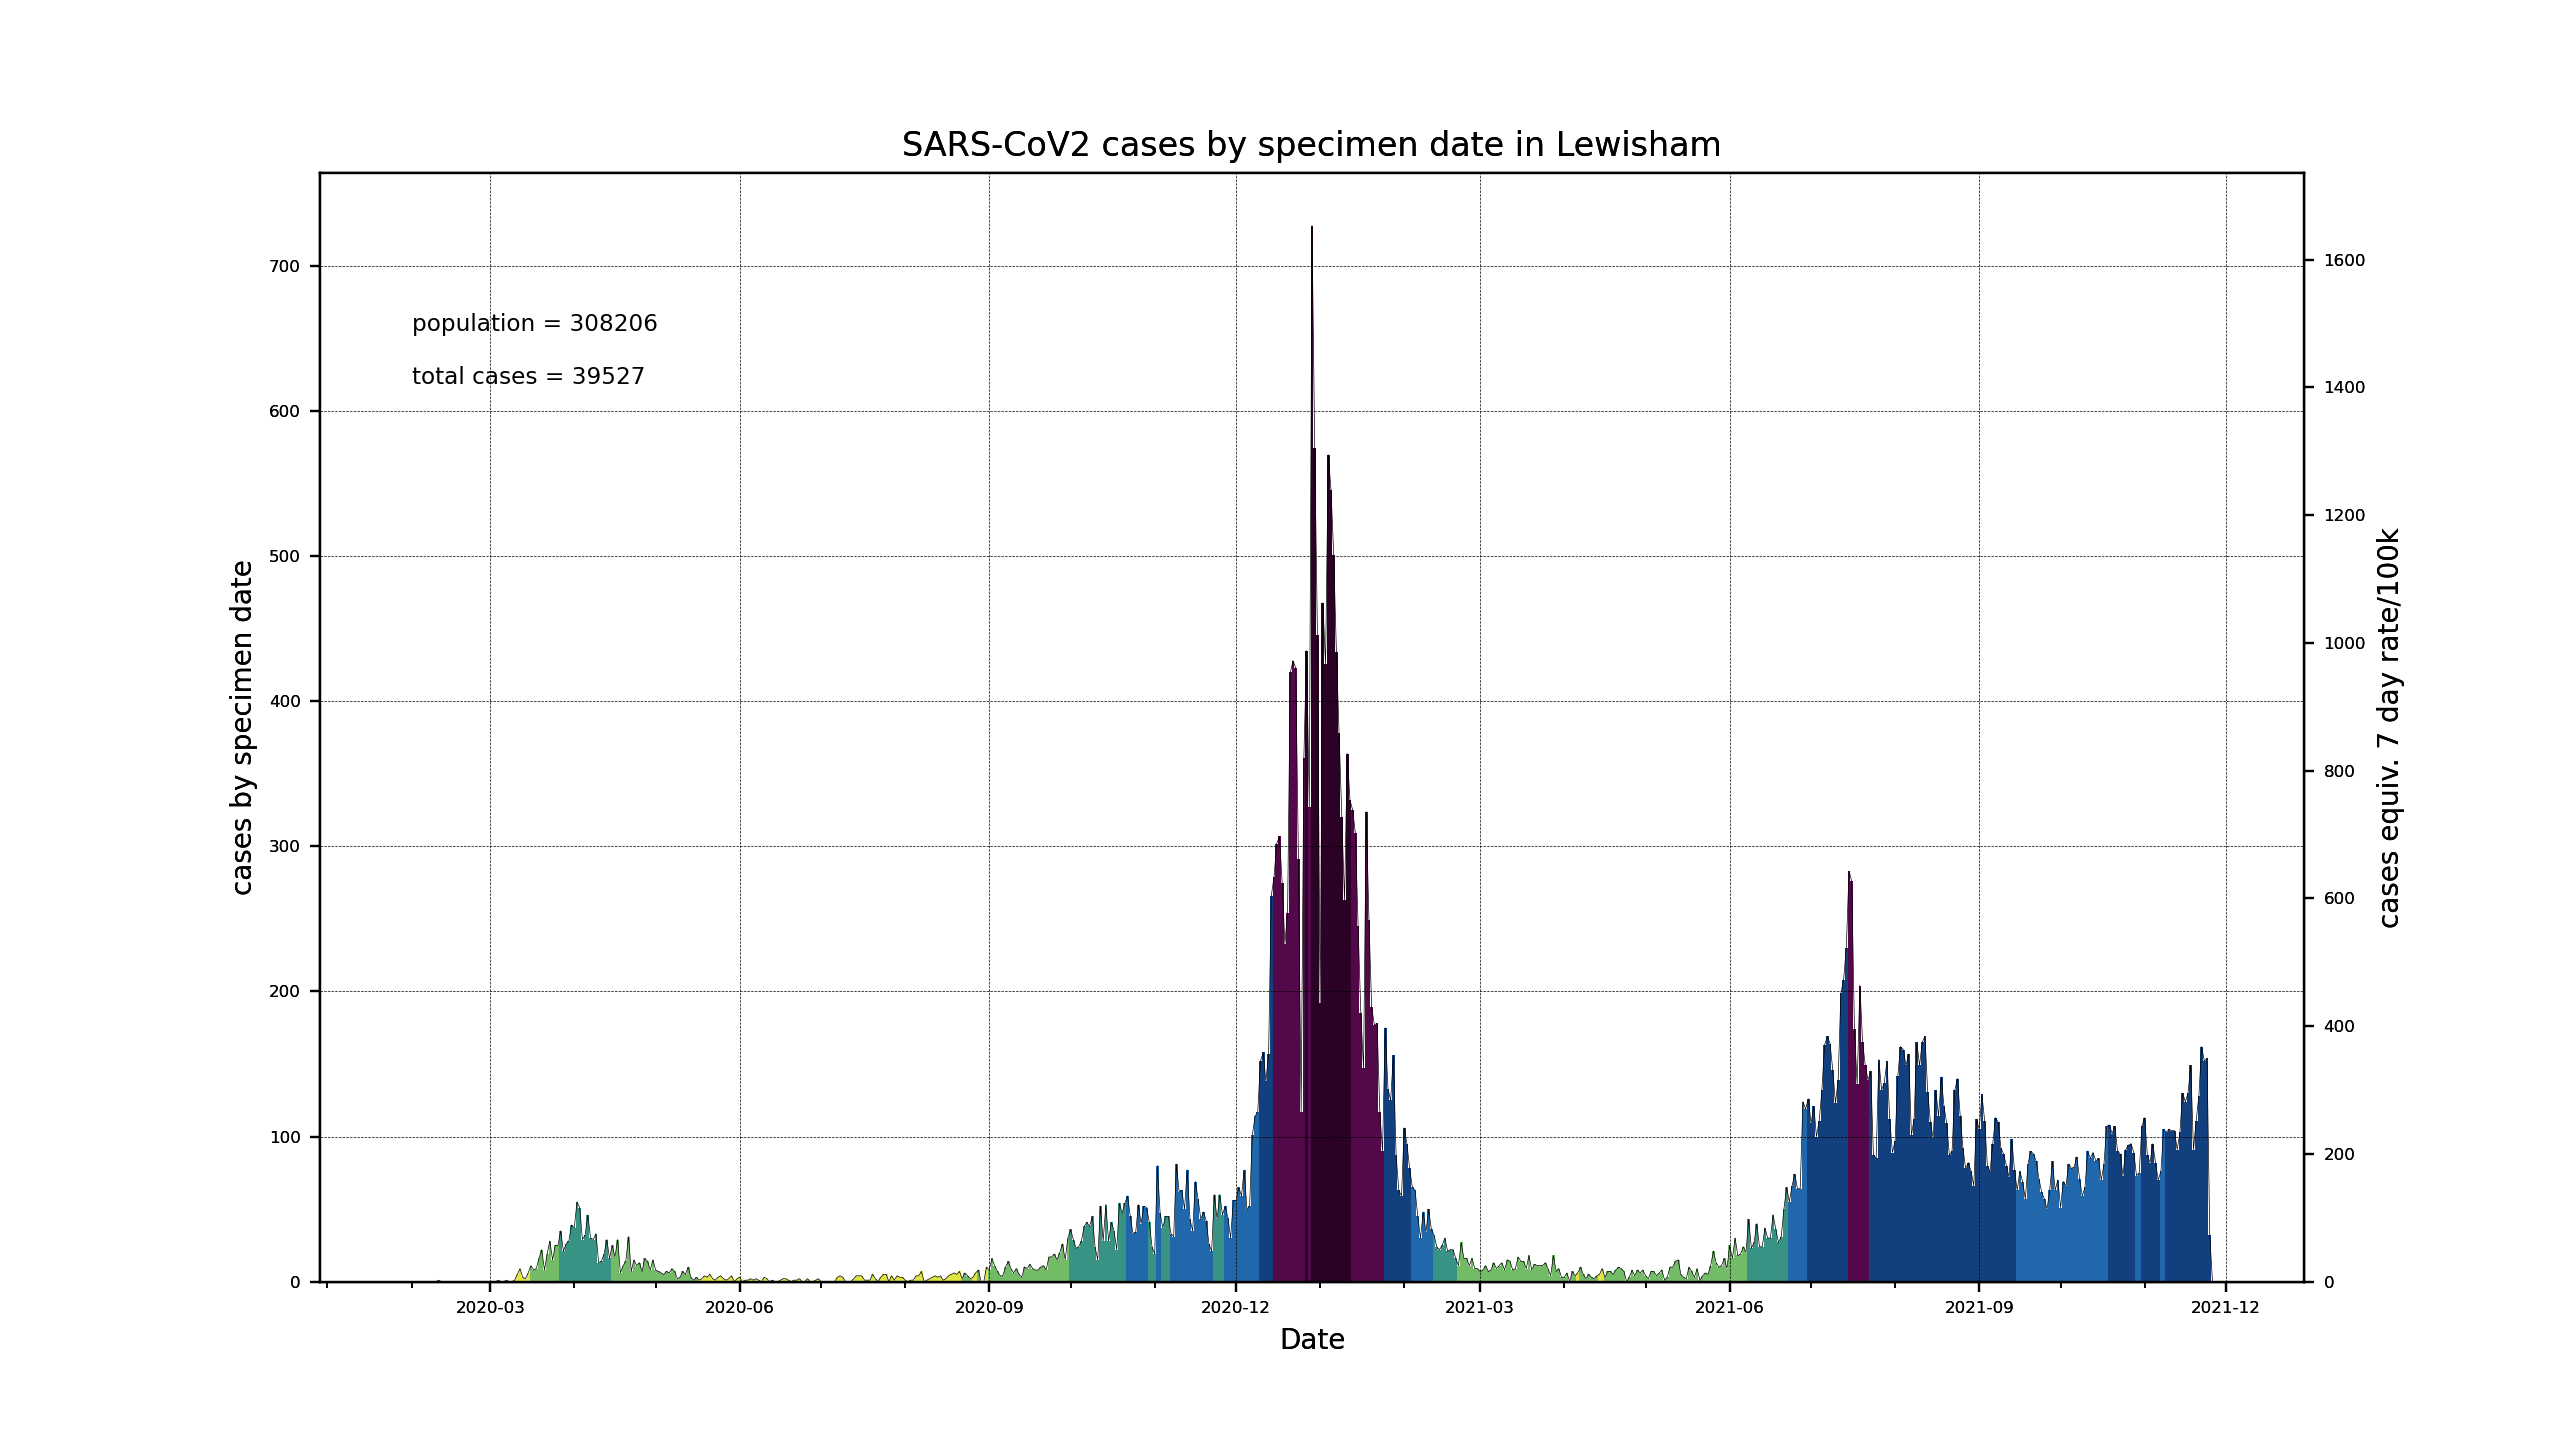 SARS-CoV2 cases by specimen date in Lewisham
population = 308206
total cases = 39527
cases by specimen date
700
600
500
400
300
200
100
0
1600
1400
1200
1000
800
600
400
200
0
cases equiv. 7 day rate/100k
2020-03 2020-06 2020-09 2020-12 2021-03 2021-06 2021-09 2021-12
Date